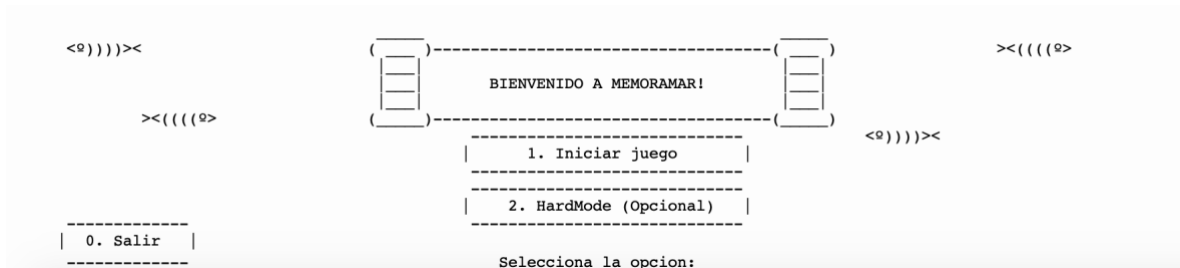 BIENVENIDO A MEMORAMAR!
1. Iniciar juego
2. HardMode (Opcional)
0. Salir
Selecciona la opcion: